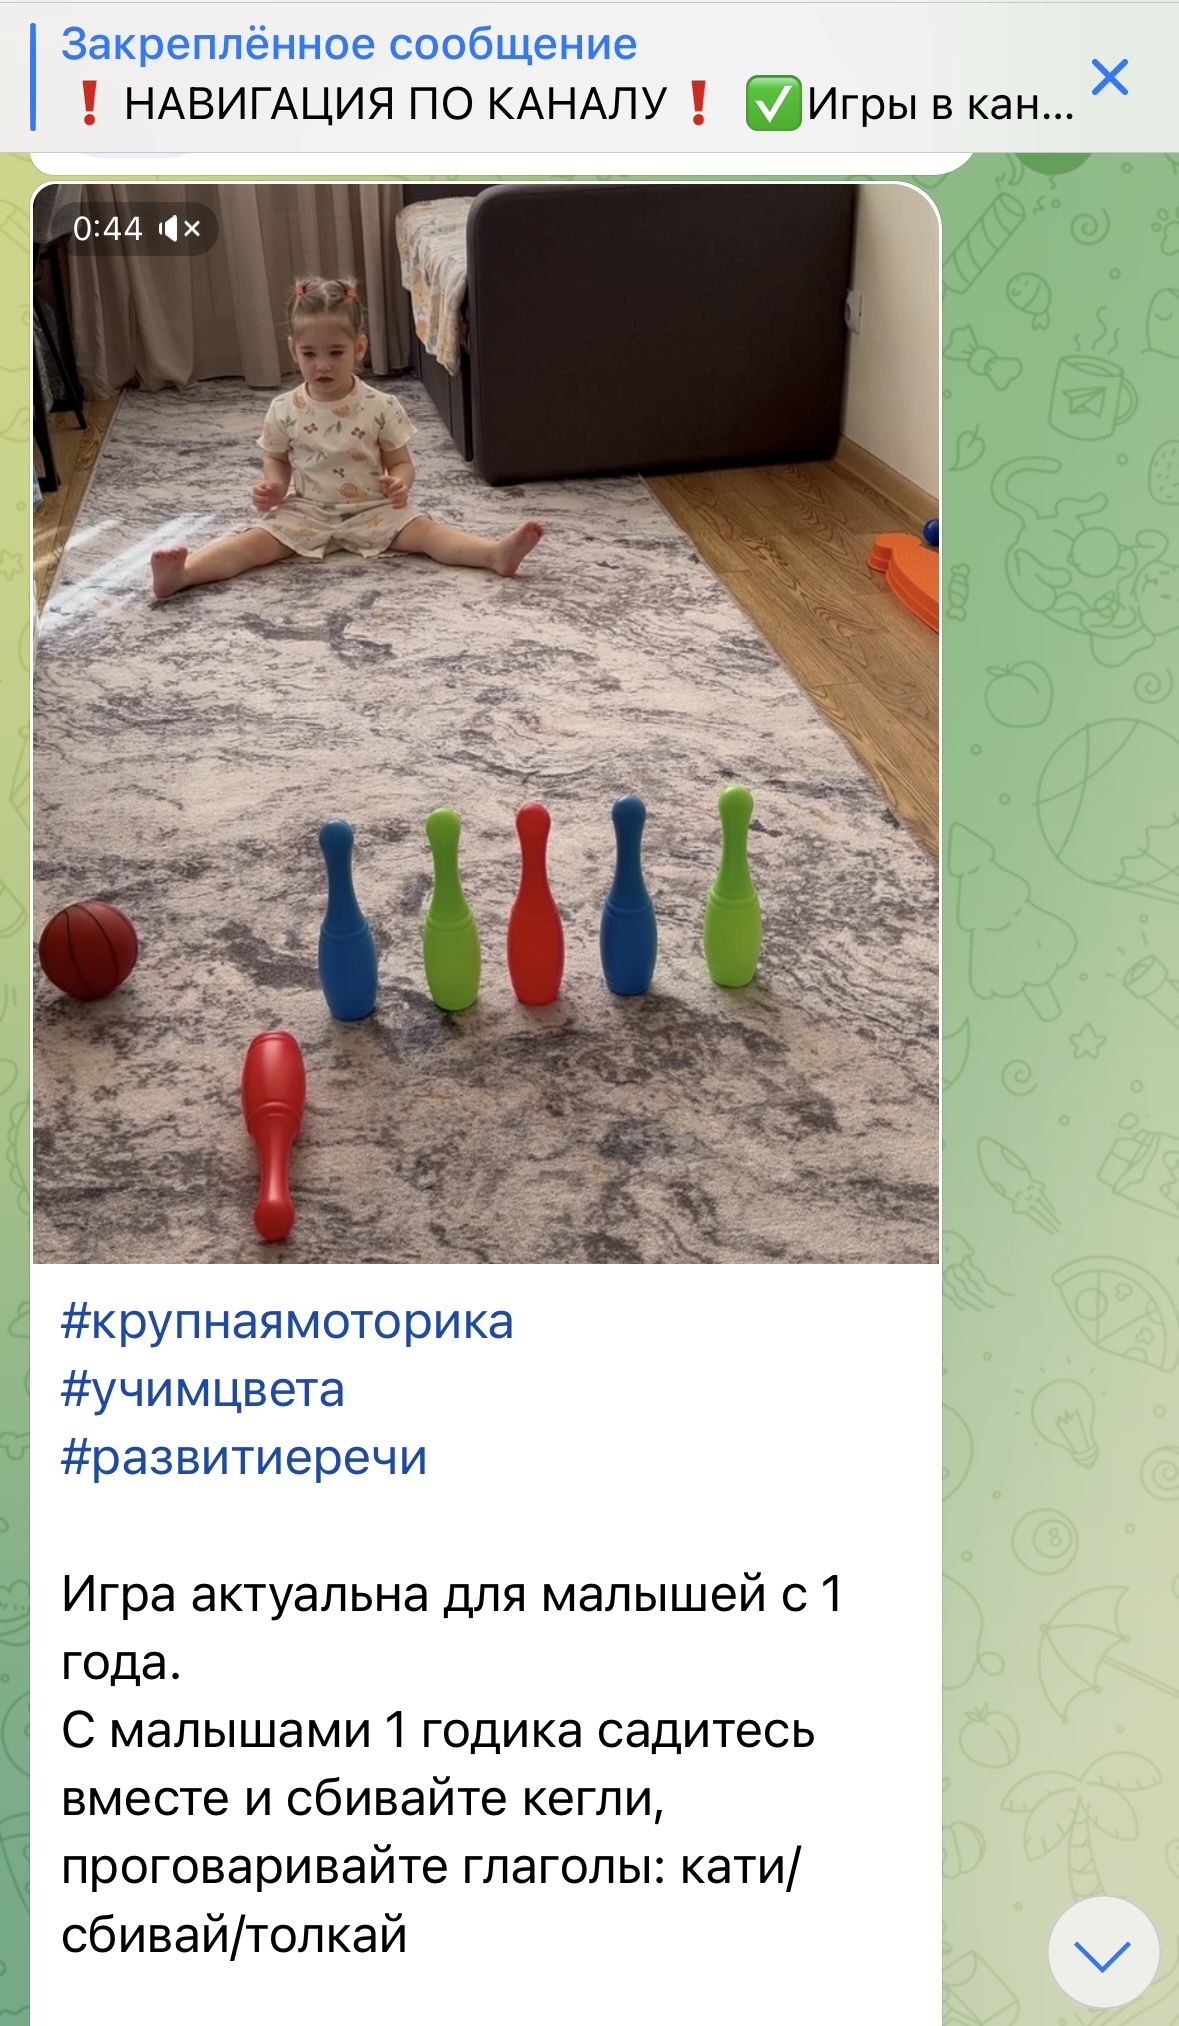 Закреплённое сообщение
❗ НАВИГАЦИЯ ПО КАНАЛУ ❗ ✅Игры в кан...
0:44
#крупнаямоторика
#учимцвета
#развитиеречи
Игра актуальна для малышей с 1
года.
С малышами 1 годика садитесь
вместе и сбивайте кегли,
проговаривайте глаголы: кати/
сбивай/толкай